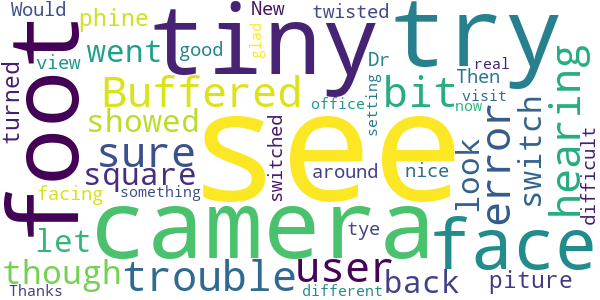 Would
phine
tiny
New
twisted
try
foot
went
good
glad
Dr
view
Then
real
turned
Buffered
office
setting
bit
visit
now
hearing
showed
see
error
switch
difficult
sure
switched
around
nice
look
square
facing
something
camera
let
tye
face
though
trouble
user
back
piture
Thanks
different